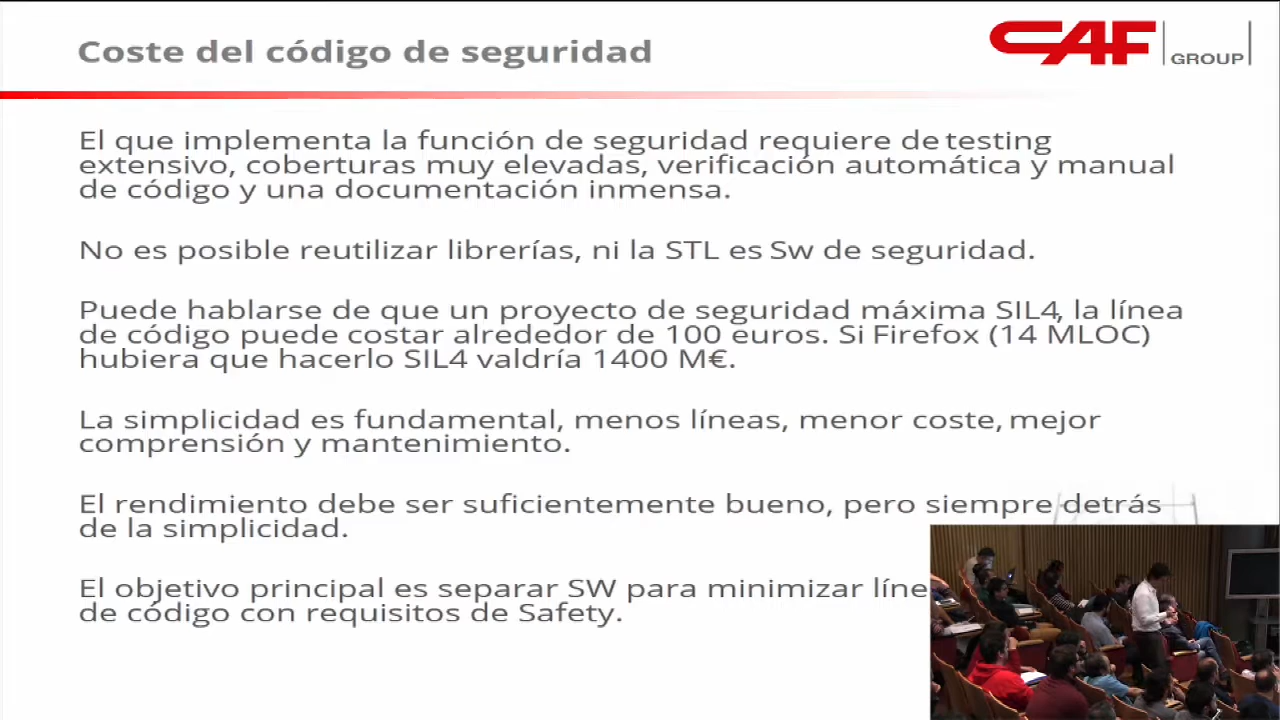 Coste del código de seguridad
CAF GROUP
El que implementa la función de seguridad requiere de testing
extensivo, coberturas muy elevadas, verificación automática y manual
de código y una documentación inmensa.
No es posible reutilizar librerías, ni la STL es Sw de seguridad.
Puede hablarse de que un proyecto de seguridad máxima SIL4, la línea
de código puede costar alrededor de 100 euros. Si Firefox (14 MLOC)
hubiera que hacerlo SIL4 valdría 1400 M€.
La simplicidad es fundamental, menos líneas, menor coste, mejor
comprensión y mantenimiento.
El rendimiento debe ser suficientemente bueno, pero siempre detrás
de la simplicidad.
El objetivo principal es separar SW para minimizar
de código con requisitos de Safety.